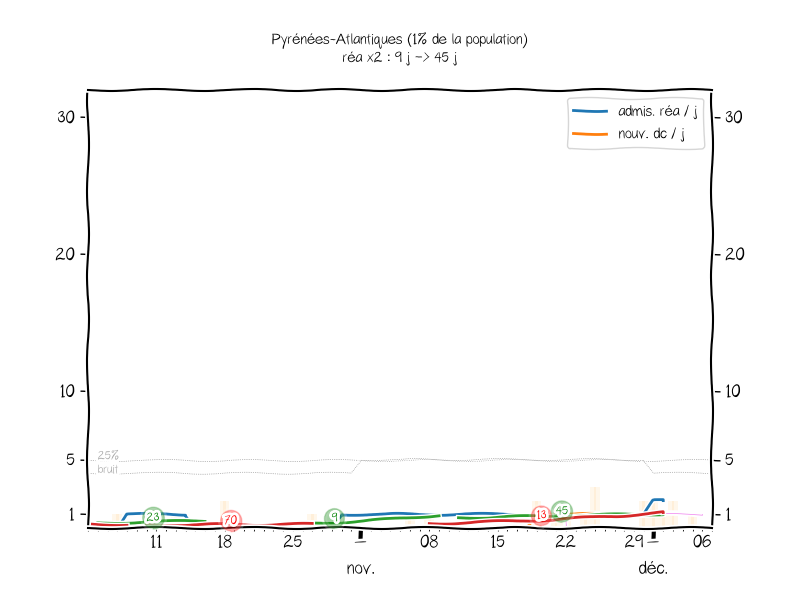 Pyrénées-Atlantiques (1% de la population)
réa x2 : 9 j -> 45 j
admis. réa / j
nouv. dc / j
30 30
20 20
10 10
5 25% 5
bruit
1 23 70 9 13 45 1
11 18 25 1 08 15 22 29 1 06
nov. déc.